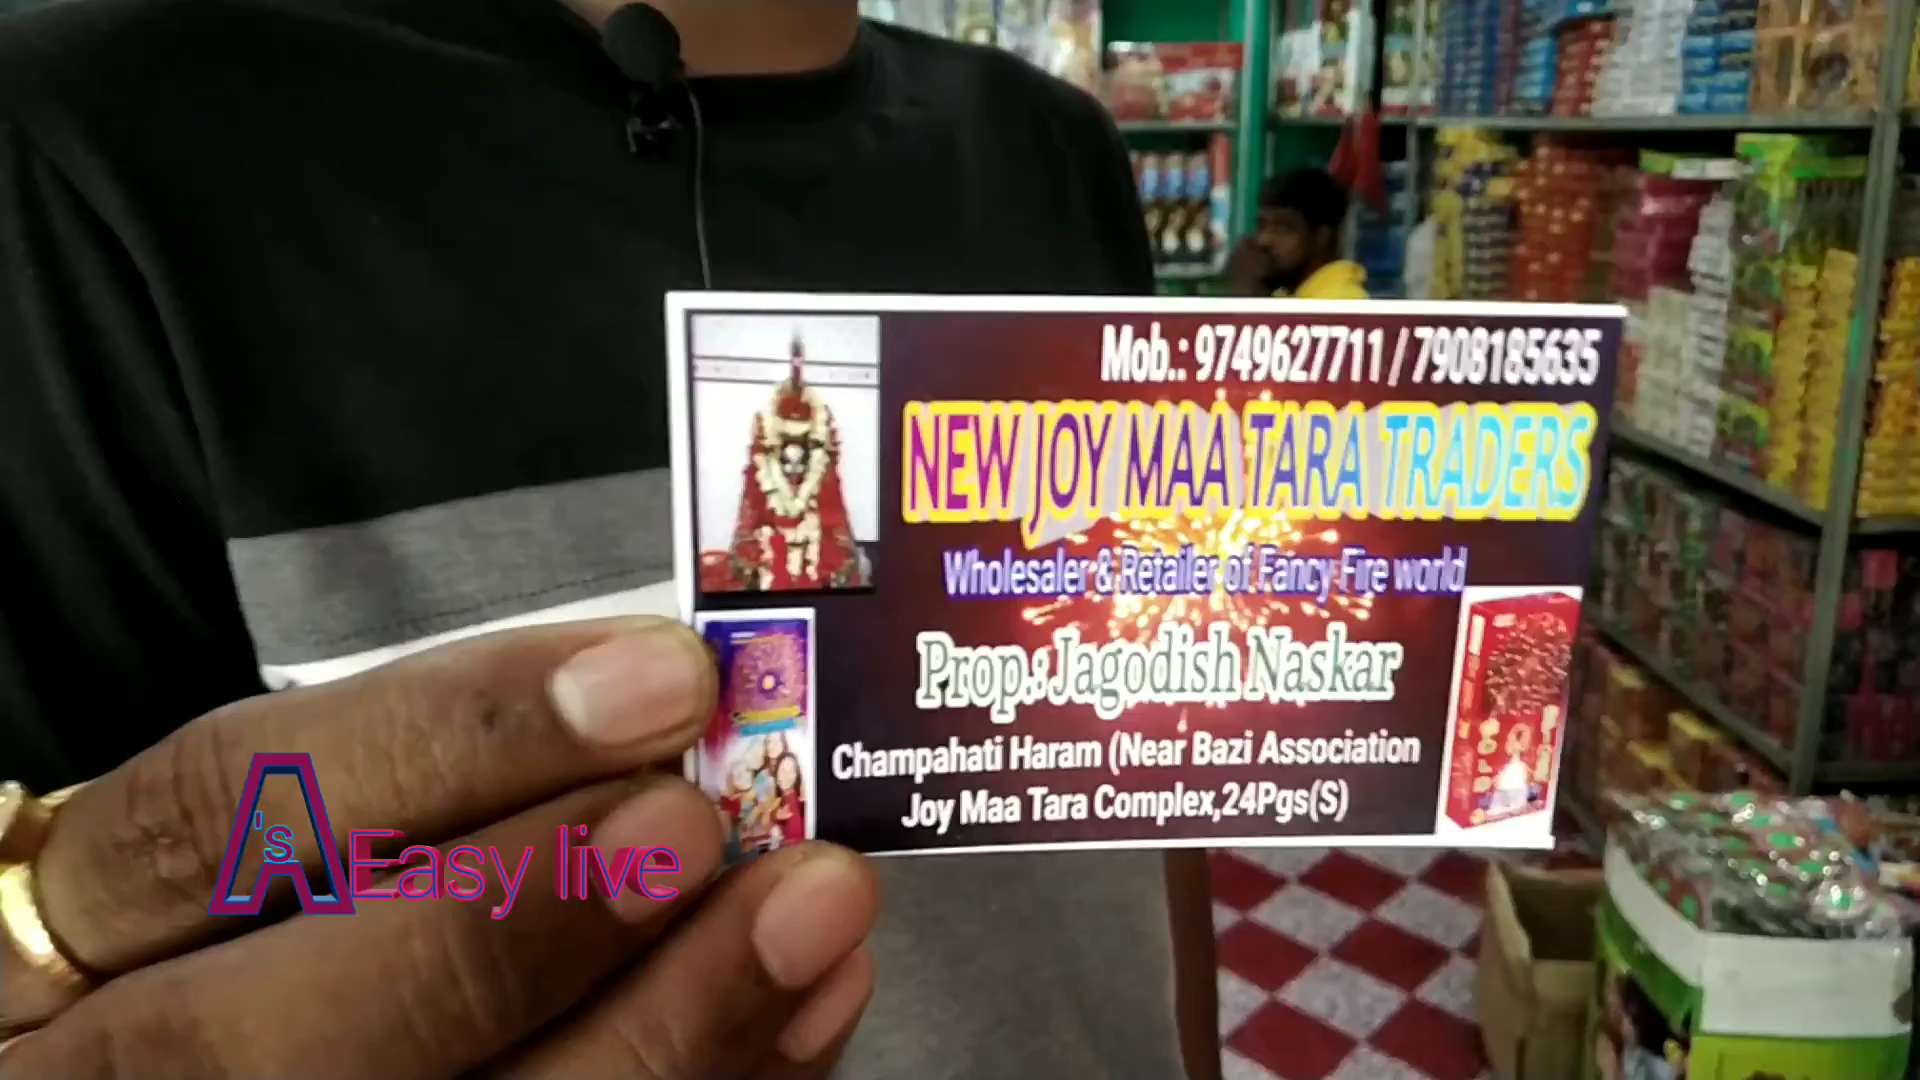 Mob.: 9749627711 / 7908185635
NEW JOY MAA TARA TRADERS
Wholesaler & Retailer of Fancy Fire world
Prop.: Jagodish Naskar
Champahati Haram (Near Bazi Association
Joy Maa Tara Complex,24Pgs(S)
A's Easy live